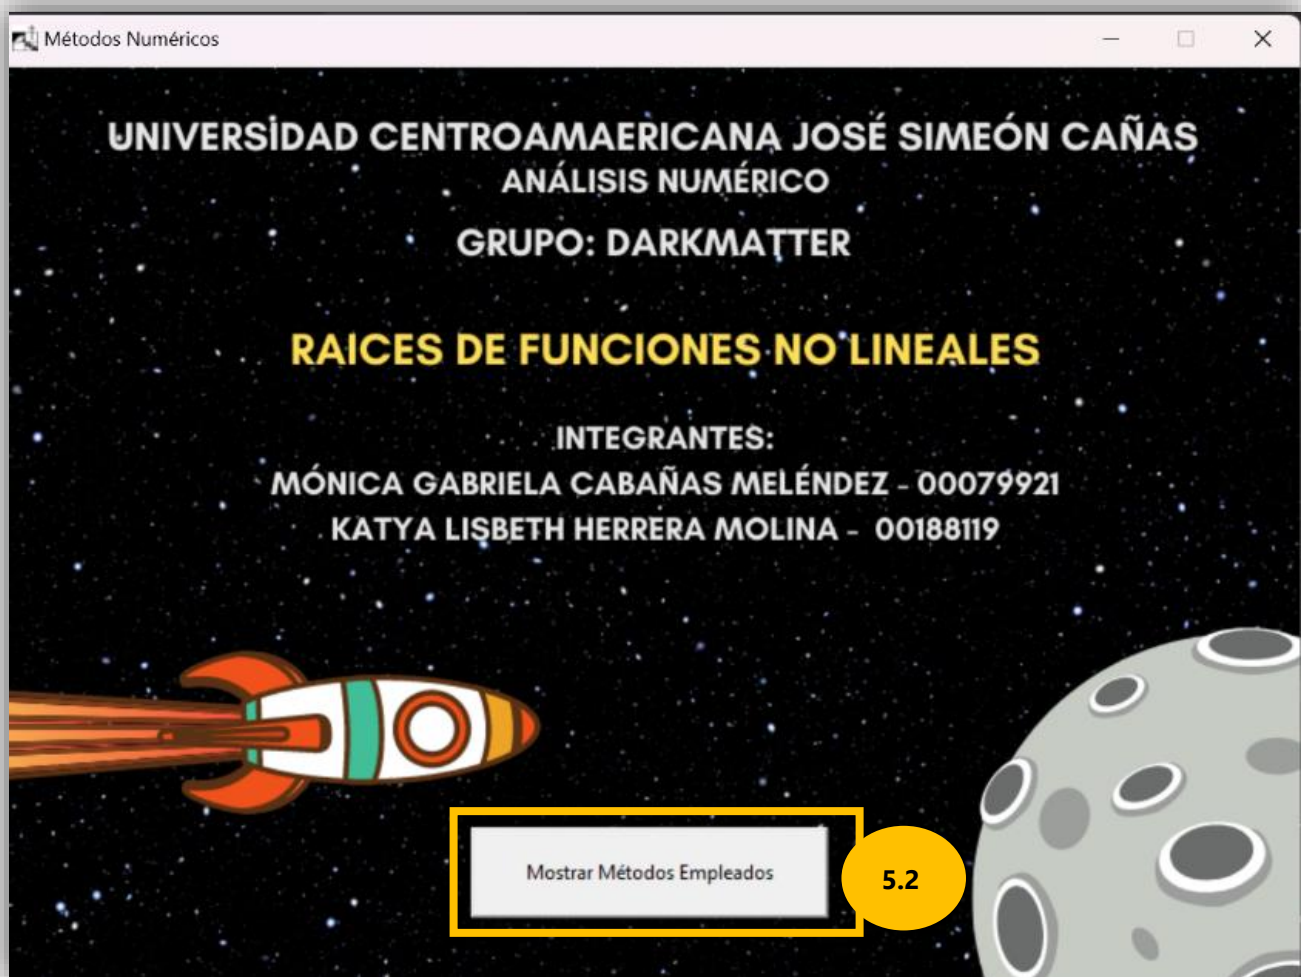 Métodos Numéricos
UNIVERSIDAD CENTROAMAERICANA JOSÉ SIMEÓN CAÑAS
ANÁLISIS NUMÉRICO
GRUPO: DARKMATTER
RAICES DE FUNCIONES NO LINEALES
INTEGRANTES:
MÓNICA GABRIELA CABAÑAS MELÉNDEZ - 00079921
KATYA LISBETH HERRERA MOLINA - 00188119
Mostrar Métodos Empleados
5.2